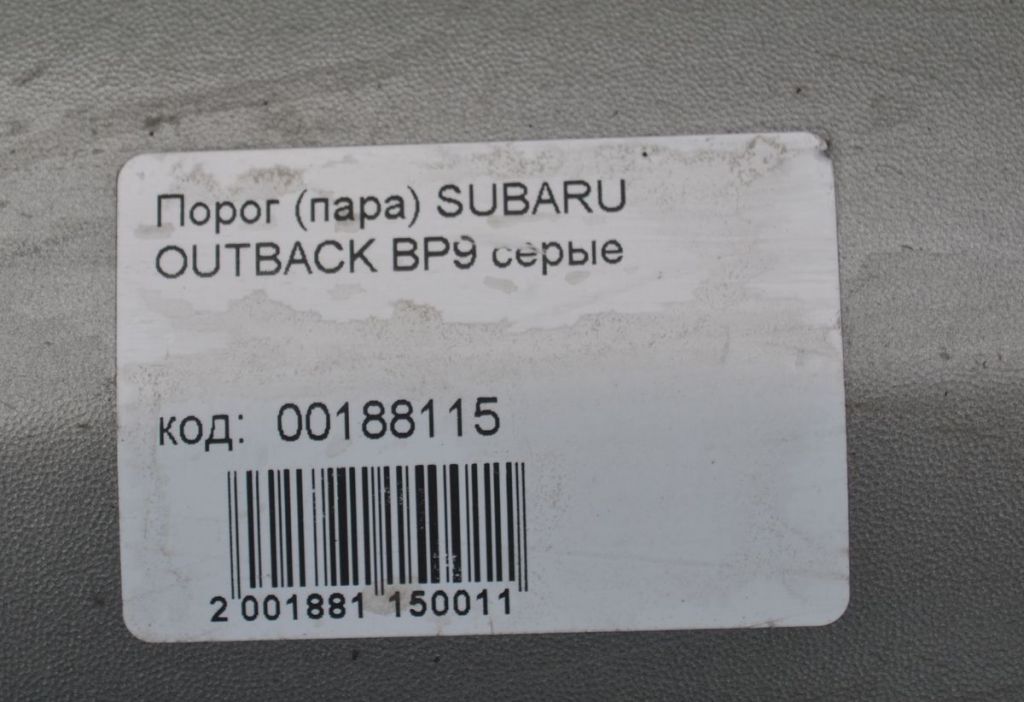 Порог (пара) SUBARU
OUTBACK BP9 серые
код: 00188115
2 001881 150011